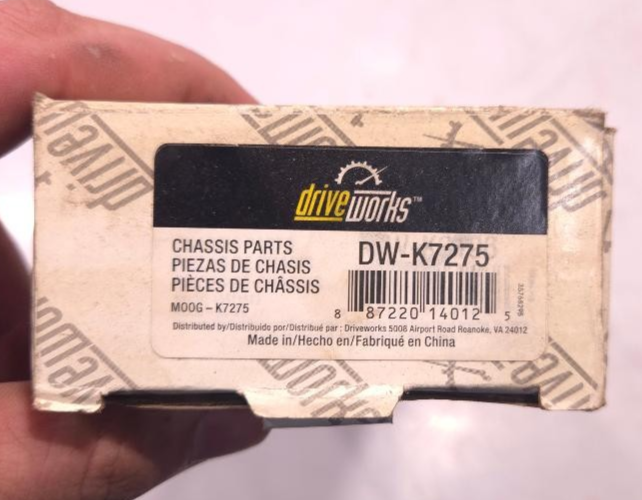 driveworks™
CHASSIS PARTS
PIEZAS DE CHASIS
PIÈCES DE CHÂSSIS
MOOG - K7275
DW-K7275
8 87220 14012 5
Distributed by/Distribuido por/Distribué par : Driveworks 5008 Airport Road Roanoke, VA 24012
Made in/Hecho en/Fabriqué en China